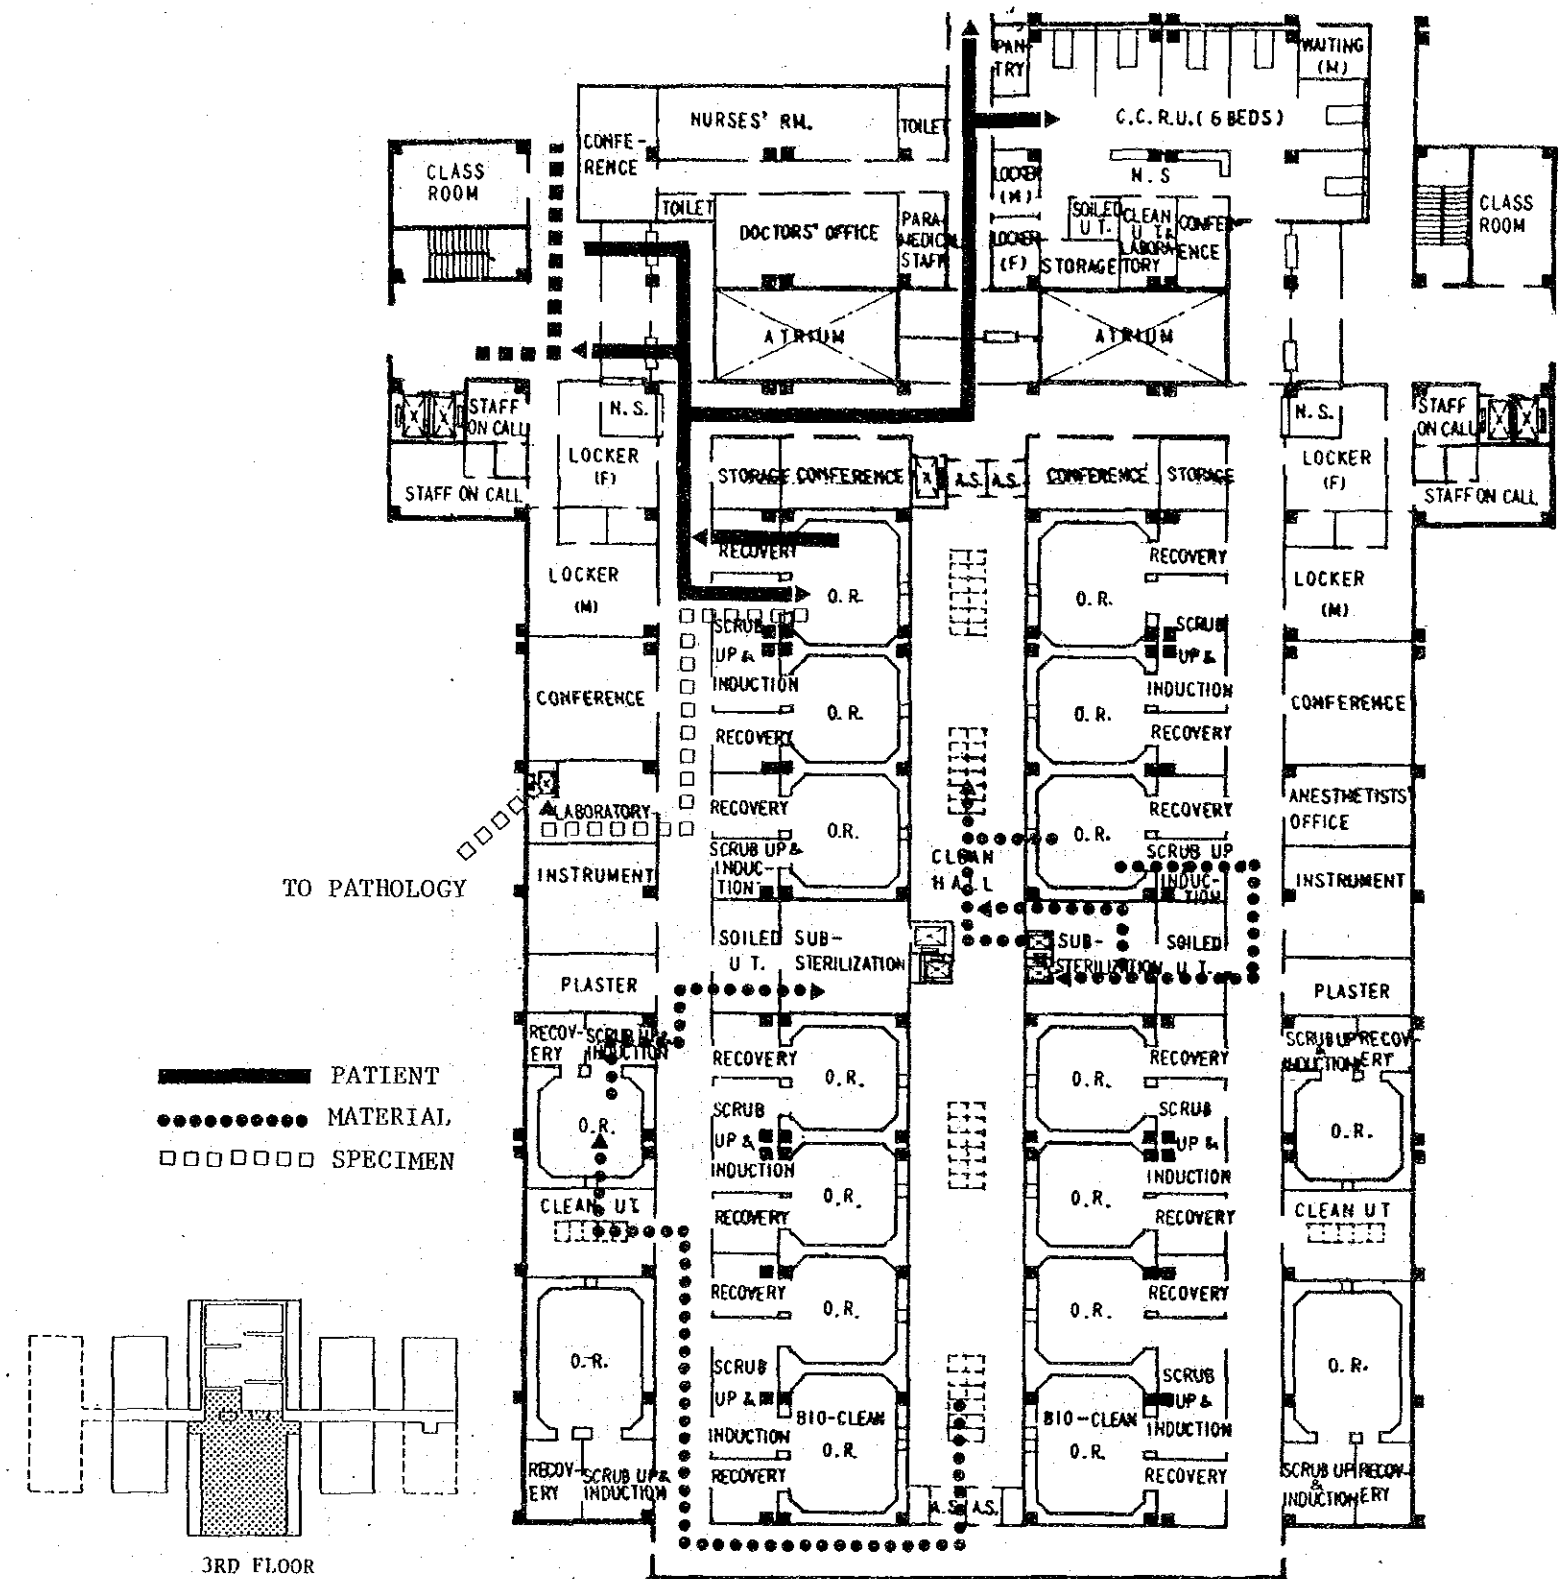 PAN-
TRY
WAITING
(M)
NURSES' RM.
TOILET
C.C.R.U. (6 BEDS)
CONFE-
RENCE
CLASS
ROOM
LOCKER
(M)
N.S
CLASS
ROOM
TOILET
DOCTORS' OFFICE
PARA
MEDICAL
STAFF
LOCKER
(F)
SOILED
UT.
CLEAN
UT.&
LABORA-
TORY
CONFER
ENCE
STORAGE
ATRIUM
ATRIUM
STAFF
ON CALL
N.S.
N.S.
STAFF
ON CALL
LOCKER
(F)
STORAGE
CONFERENCE
A.S.
A.S.
CONFERENCE
STORAGE
LOCKER
(F)
STAFF ON CALL
STAFF ON CALL
RECOVERY
RECOVERY
LOCKER
(M)
O.R.
O.R.
LOCKER
(M)
SCRUB
UP &
INDUCTION
SCRUB
UP &
INDUCTION
CONFERENCE
O.R.
O.R.
CONFERENCE
RECOVERY
RECOVERY
LABORATORY
RECOVERY
O.R.
O.R.
RECOVERY
ANESTHETISTS'
OFFICE
SCRUB UP &
INDUC-
TION
CLEAN
HALL
SCRUB UP
INDUC-
TION
TO PATHOLOGY
INSTRUMENT
INSTRUMENT
SOILED
U T.
SUB-
STERILIZATION
SUB-
STERILIZATION
SOILED
U T.
PLASTER
PLASTER
RECOV-
ERY
SCRUB UP &
INDUCTION
RECOVERY
O.R.
O.R.
RECOVERY
SCRUB UP
&
INDUCTION
RECOV-
ERY
PATIENT
MATERIAL
SPECIMEN
O.R.
SCRUB
UP &
INDUCTION
SCRUB
UP &
INDUCTION
O.R.
O.R.
O.R.
CLEAN UT.
RECOVERY
RECOVERY
CLEAN UT
RECOVERY
O.R.
O.R.
RECOVERY
O.R.
O.R.
SCRUB
UP &
INDUCTION
SCRUB
UP &
INDUCTION
BIO-CLEAN
O.R.
BIO-CLEAN
O.R.
RECOV-
ERY
SCRUB UP &
INDUCTION
RECOVERY
RECOVERY
SCRUB UP
&
INDUCTION
RECOV-
ERY
A.S.
A.S.
3RD FLOOR